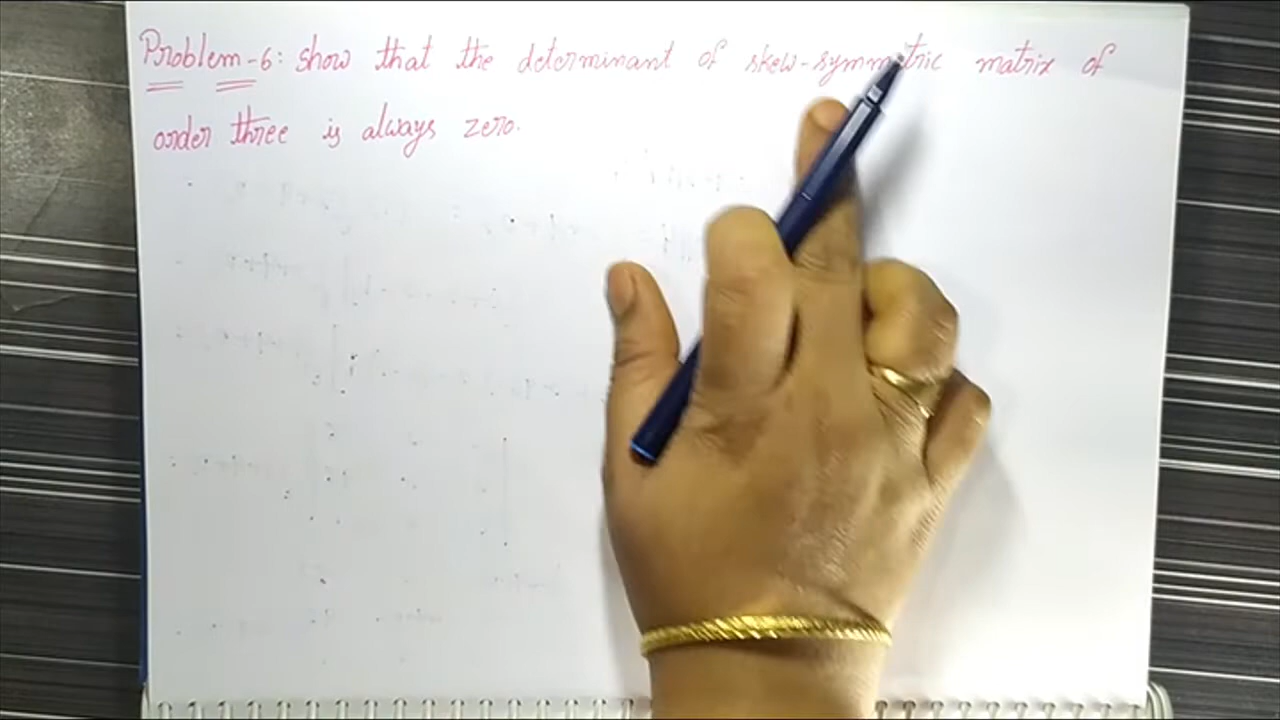 Problem-6: show that the determinant of skew-symmetric matrix of
order three is always zero.